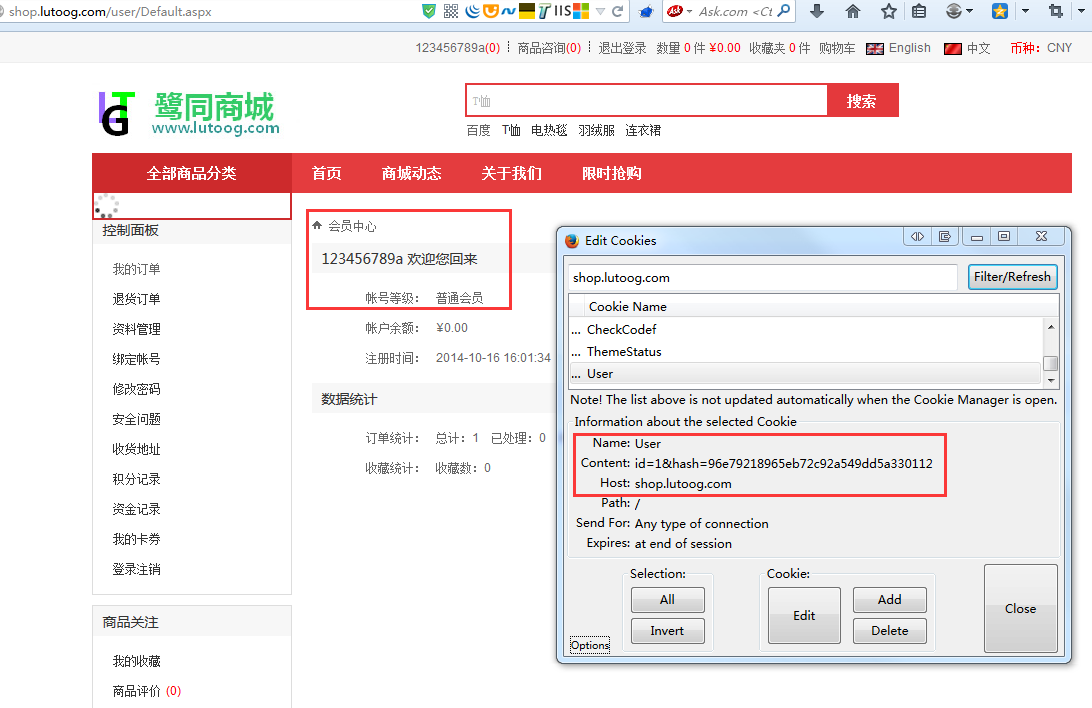 shop.lutoog.com/user/Default.aspx
IIS
Ask
Ask.com <Ct
123456789a(0) 商品咨询(0) 退出登录 数量 0 件 ¥0.00 收藏夹 0 件 购物车 English 中文 币种: CNY
LTG 鹭同商城
www.lutoog.com
T恤 搜索
百度 T恤 电热毯 羽绒服 连衣裙
全部商品分类 首页 商城动态 关于我们 限时抢购
控制面板
我的订单
退货订单
资料管理
绑定帐号
修改密码
安全问题
收货地址
积分记录
资金记录
我的卡券
登录注销
商品关注
我的收藏
商品评价 (0)
会员中心
123456789a 欢迎您回来
帐号等级： 普通会员
帐户余额： ¥0.00
注册时间： 2014-10-16 16:01:34
数据统计
订单统计： 总计：1 已处理：0
收藏统计： 收藏数：0
Edit Cookies
shop.lutoog.com Filter/Refresh
Cookie Name
... CheckCodef
... ThemeStatus
... User
Note! The list above is not updated automatically when the Cookie Manager is open.
Information about the selected Cookie
Name: User
Content: id=1&hash=96e79218965eb72c92a549dd5a330112
Host: shop.lutoog.com
Path: /
Send For: Any type of connection
Expires: at end of session
Selection: Cookie:
All Edit Add Close
Invert Delete
Options